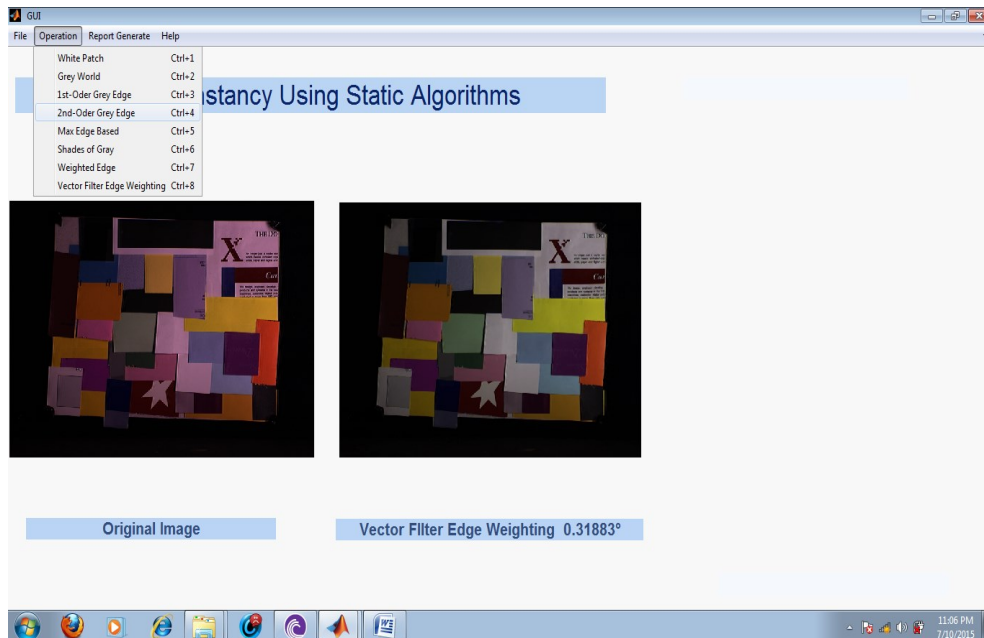 GUI
File Operation Report Generate Help
White Patch Ctrl+1
Grey World Ctrl+2
1st-Oder Grey Edge Ctrl+3
2nd-Oder Grey Edge Ctrl+4
Max Edge Based Ctrl+5
Shades of Gray Ctrl+6
Weighted Edge Ctrl+7
Vector Filter Edge Weighting Ctrl+8
nstancy Using Static Algorithms
X
X
Original Image
Vector FIlter Edge Weighting 0.31883°
11:06 PM
7/10/2015